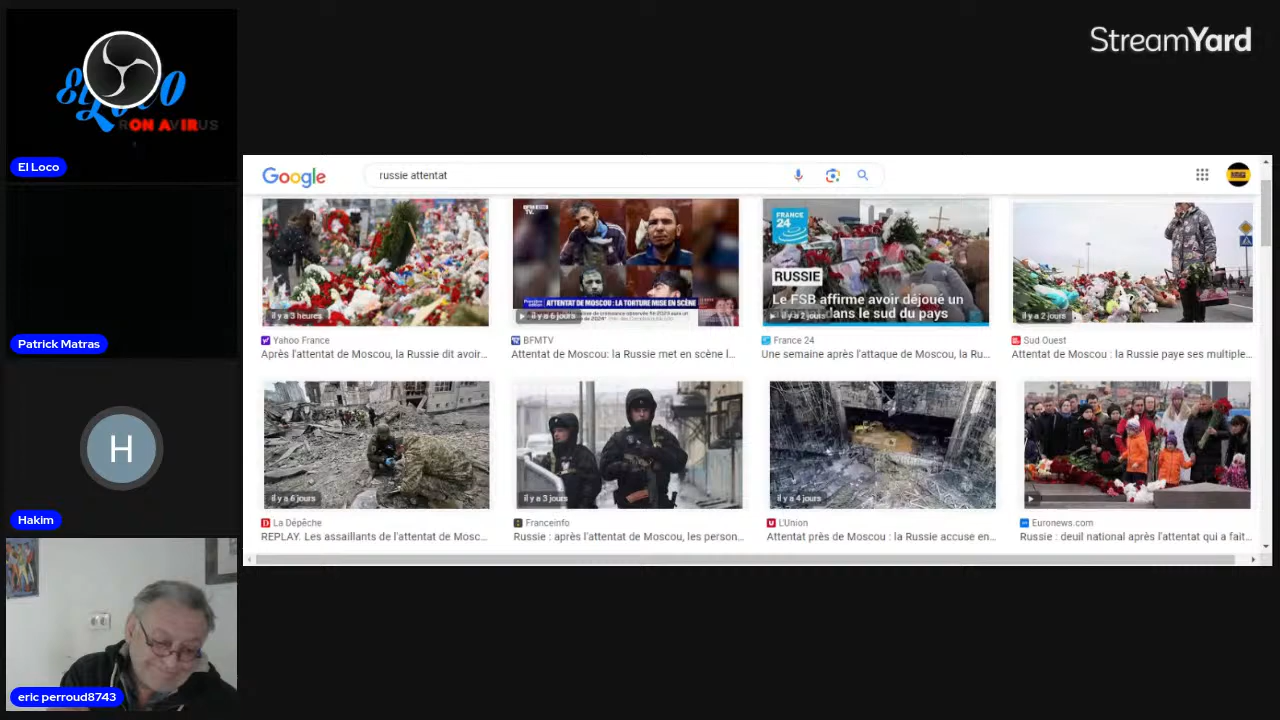 StreamYard
El Loco
RON AVIRUS
El Loco
Patrick Matras
H
Hakim
eric perroud8743
Google
russie attentat
il y a 3 heures
Yahoo France
Après l'attentat de Moscou, la Russie dit avoir...
BFM
TV.
ATTENTAT DE MOSCOU : LA TORTURE MISE EN SCÈNE
il y a 6 jours
BFMTV
Attentat de Moscou: la Russie met en scène l...
FRANCE
24
RUSSIE
Le FSB affirme avoir déjoué un
dans le sud du pays
il y a 2 jours
France 24
Une semaine après l'attaque de Moscou, la Ru...
il y a 2 jours
Sud Ouest
Attentat de Moscou : la Russie paye ses multiple...
il y a 6 jours
La Dépêche
REPLAY. Les assaillants de l'attentat de Mosc...
il y a 3 jours
Franceinfo
Russie : après l'attentat de Moscou, les person...
il y a 4 jours
L'Union
Attentat près de Moscou : la Russie accuse en...
Euronews.com
Russie : deuil national après l'attentat qui a fait...